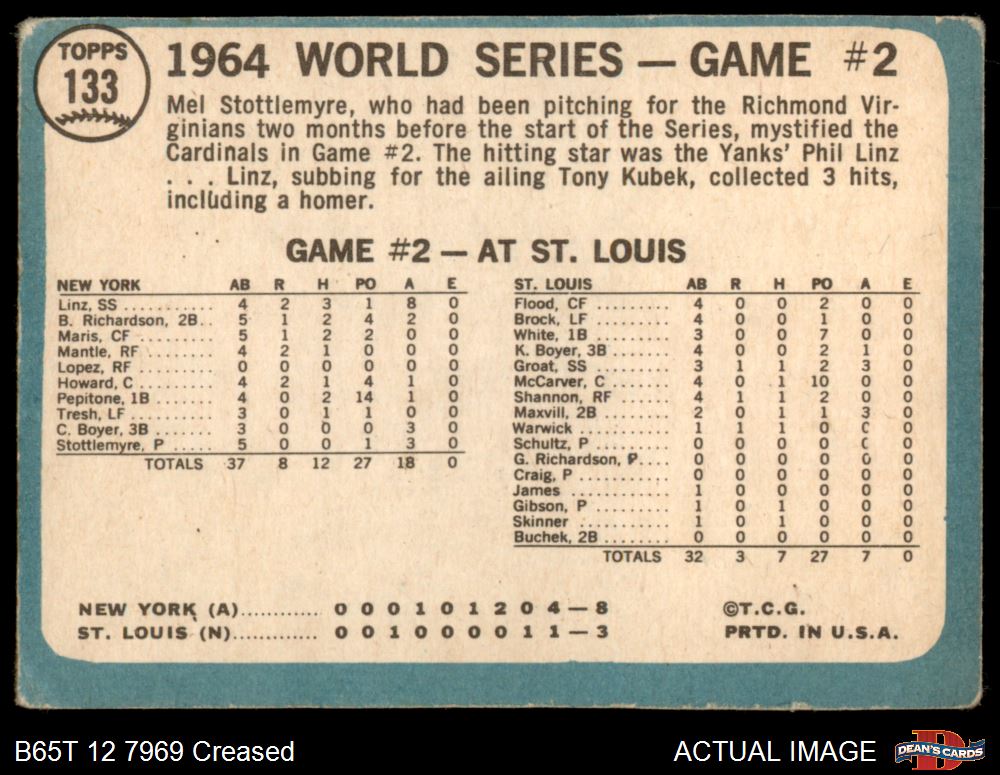 TOPPS
133
1964 WORLD SERIES — GAME #2
Mel Stottlemyre, who had been pitching for the Richmond Vir-
ginians two months before the start of the Series, mystified the
Cardinals in Game #2. The hitting star was the Yanks' Phil Linz
. . . Linz, subbing for the ailing Tony Kubek, collected 3 hits,
including a homer.
GAME #2 — AT ST. LOUIS
NEW YORK AB R H PO A E
Linz, SS ............ 4 2 3 1 8 0
B. Richardson, 2B.. 5 1 2 4 2 0
Maris, CF .......... 5 1 2 2 0 0
Mantle, RF ......... 4 2 1 0 0 0
Lopez, RF .......... 0 0 0 0 0 0
Howard, C .......... 4 2 1 4 1 0
Pepitone, 1B ....... 4 0 2 14 1 0
Tresh, LF .......... 3 0 1 1 0 0
C. Boyer, 3B ....... 3 0 0 0 3 0
Stottlemyre, P ..... 5 0 0 1 3 0
TOTALS 37 8 12 27 18 0
ST. LOUIS AB R H PO A E
Flood, CF .......... 4 0 0 2 0 0
Brock, LF .......... 4 0 0 1 0 0
White, 1B .......... 3 0 0 7 0 0
K. Boyer, 3B ....... 4 0 0 2 1 0
Groat, SS .......... 3 1 1 2 3 0
McCarver, C ........ 4 0 1 10 0 0
Shannon, RF ........ 4 1 1 2 0 0
Maxvill, 2B ........ 2 0 1 1 3 0
Warwick ............ 1 1 1 0 0 0
Schultz, P ......... 0 0 0 0 0 0
G. Richardson, P.... 0 0 0 0 0 0
Craig, P ........... 0 0 0 0 0 0
James .............. 1 0 0 0 0 0
Gibson, P .......... 1 0 1 0 0 0
Skinner ............ 1 0 1 0 0 0
Buchek, 2B ......... 0 0 0 0 0 0
TOTALS 32 3 7 27 7 0
NEW YORK (A)............ 0 0 0 1 0 1 2 0 4 — 8
ST. LOUIS (N)............. 0 0 1 0 0 0 0 1 1 — 3
©T.C.G.
PRTD. IN U.S.A.
B65T 12 7969 Creased
ACTUAL IMAGE
DEAN'S CARDS